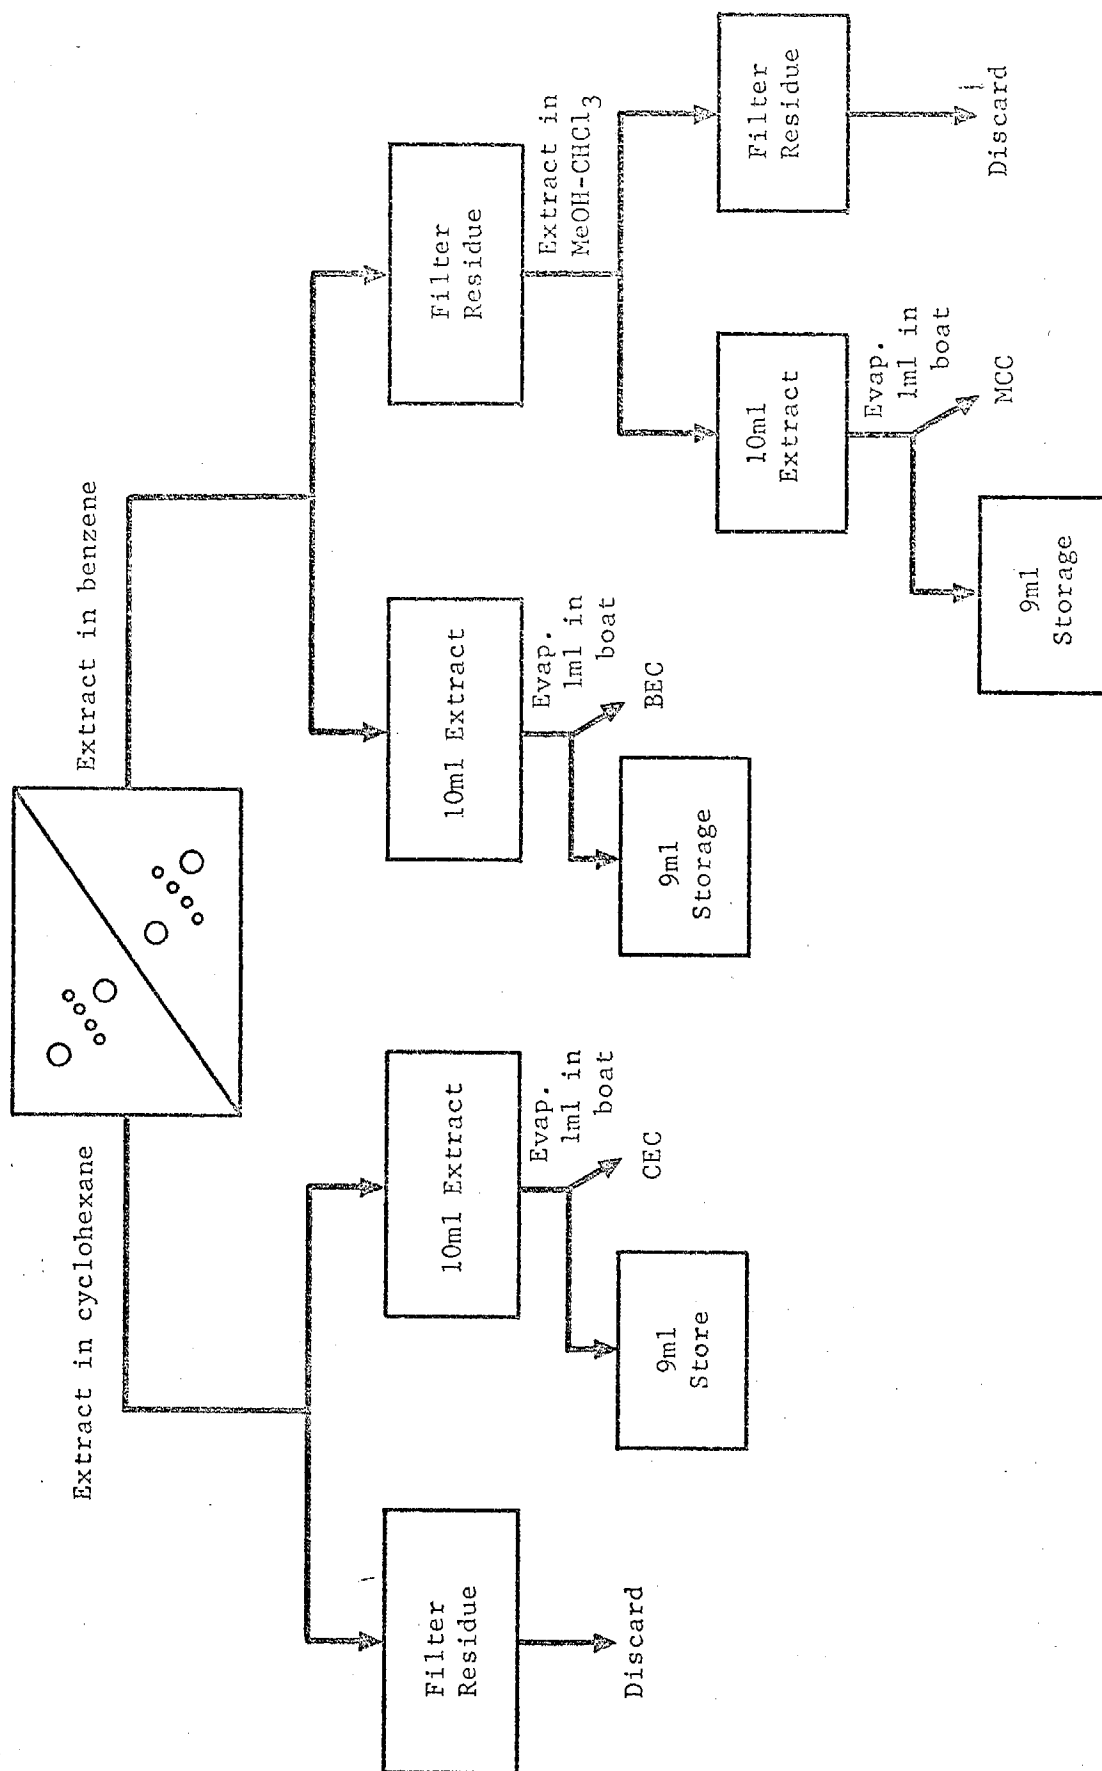 Extract in cyclohexane
Extract in benzene
Filter
Residue
Discard
10ml Extract
Evap.
1ml in
boat
CEC
9ml
Store
10ml Extract
Evap.
1ml in
boat
BEC
9ml
Storage
Filter
Residue
Extract in
MeOH-CHCl3
10ml
Extract
Evap.
1ml in
boat
MCC
9ml
Storage
Filter
Residue
Discard